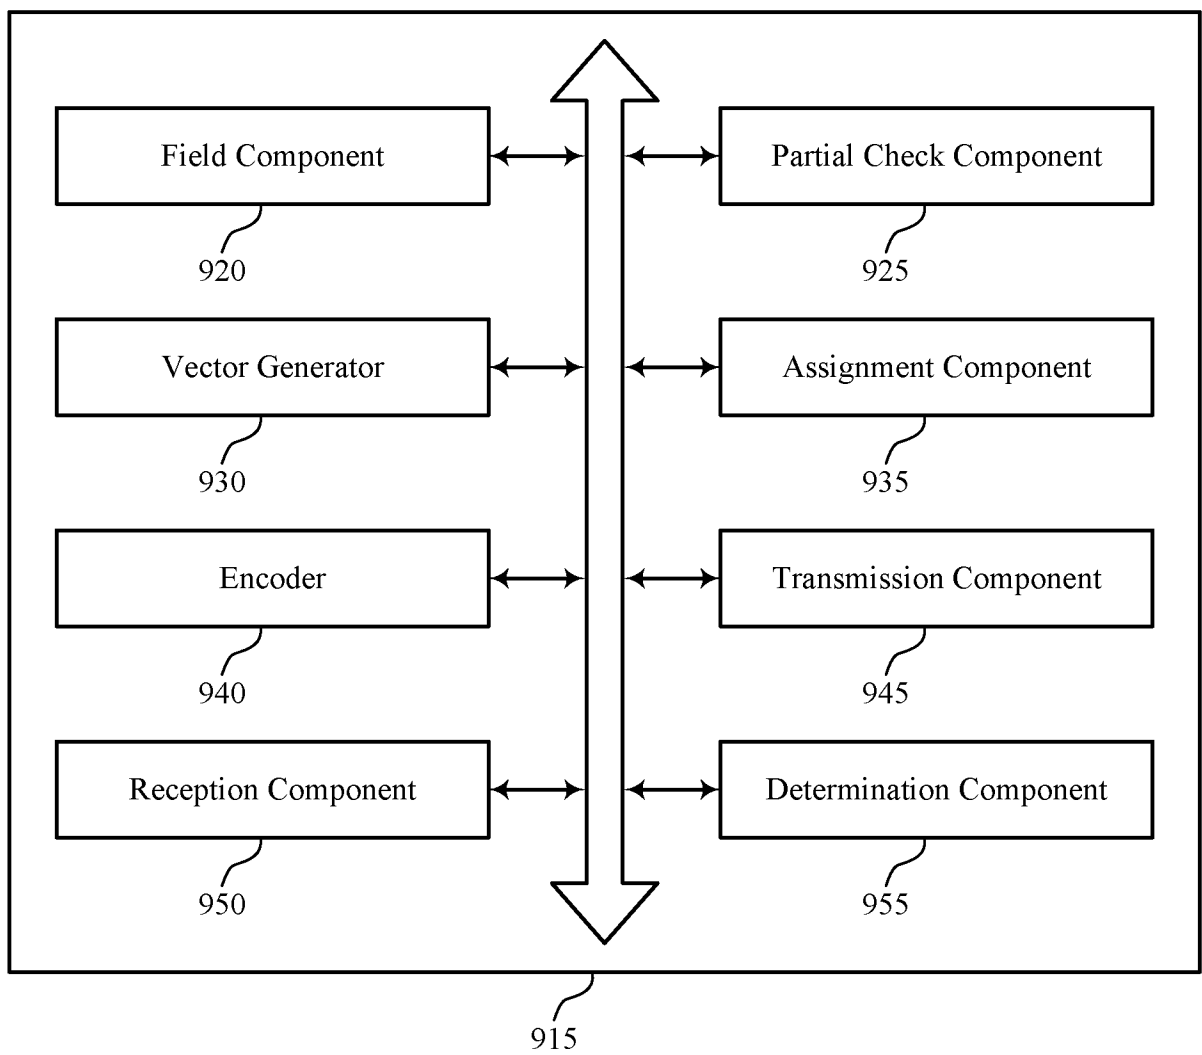 Field Component
Partial Check Component
920
925
Vector Generator
Assignment Component
930
935
Encoder
Transmission Component
940
945
Reception Component
Determination Component
950
955
915